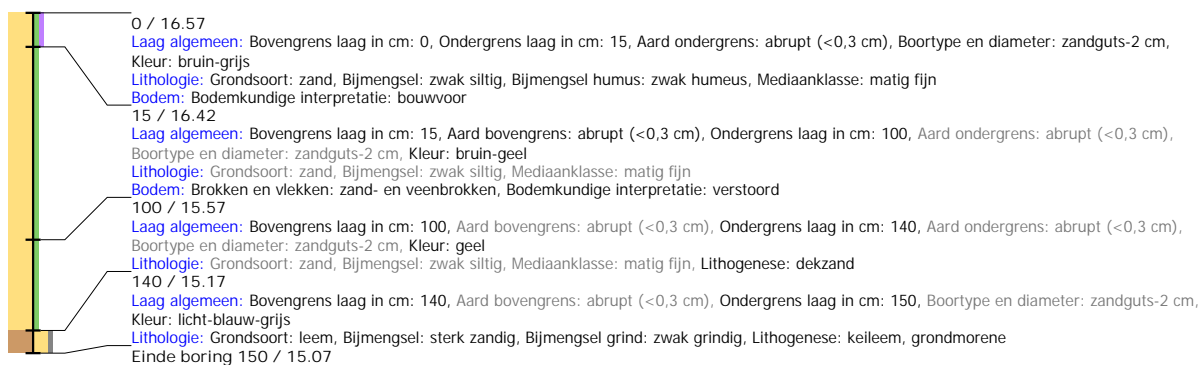 0 / 16.57
Laag algemeen: Bovengrens laag in cm: 0, Ondergrens laag in cm: 15, Aard ondergrens: abrupt (<0,3 cm), Boortype en diameter: zandguts-2 cm,
Kleur: bruin-grijs
Lithologie: Grondsoort: zand, Bijmengsel: zwak siltig, Bijmengsel humus: zwak humeus, Mediaanklasse: matig fijn
Bodem: Bodemkundige interpretatie: bouwvoor
15 / 16.42
Laag algemeen: Bovengrens laag in cm: 15, Aard bovengrens: abrupt (<0,3 cm), Ondergrens laag in cm: 100, Aard ondergrens: abrupt (<0,3 cm),
Boortype en diameter: zandguts-2 cm, Kleur: bruin-geel
Lithologie: Grondsoort: zand, Bijmengsel: zwak siltig, Mediaanklasse: matig fijn
Bodem: Brokken en vlekken: zand- en veenbrokken, Bodemkundige interpretatie: verstoord
100 / 15.57
Laag algemeen: Bovengrens laag in cm: 100, Aard bovengrens: abrupt (<0,3 cm), Ondergrens laag in cm: 140, Aard ondergrens: abrupt (<0,3 cm),
Boortype en diameter: zandguts-2 cm, Kleur: geel
Lithologie: Grondsoort: zand, Bijmengsel: zwak siltig, Mediaanklasse: matig fijn, Lithogenese: dekzand
140 / 15.17
Laag algemeen: Bovengrens laag in cm: 140, Aard bovengrens: abrupt (<0,3 cm), Ondergrens laag in cm: 150, Boortype en diameter: zandguts-2 cm,
Kleur: licht-blauw-grijs
Lithologie: Grondsoort: leem, Bijmengsel: sterk zandig, Bijmengsel grind: zwak grindig, Lithogenese: keileem, grondmorene
Einde boring 150 / 15.07